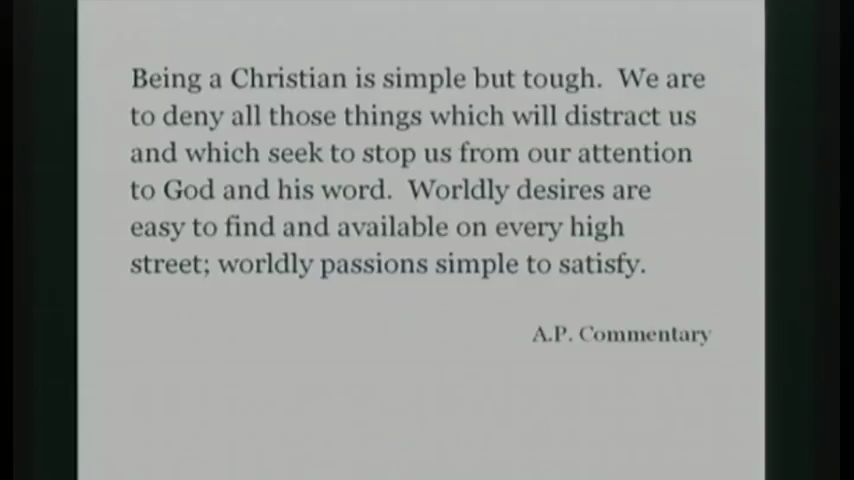 Being a Christian is simple but tough. We are
to deny all those things which will distract us
and which seek to stop us from our attention
to God and his word. Worldly desires are
easy to find and available on every high
street; worldly passions simple to satisfy.
A.P. Commentary